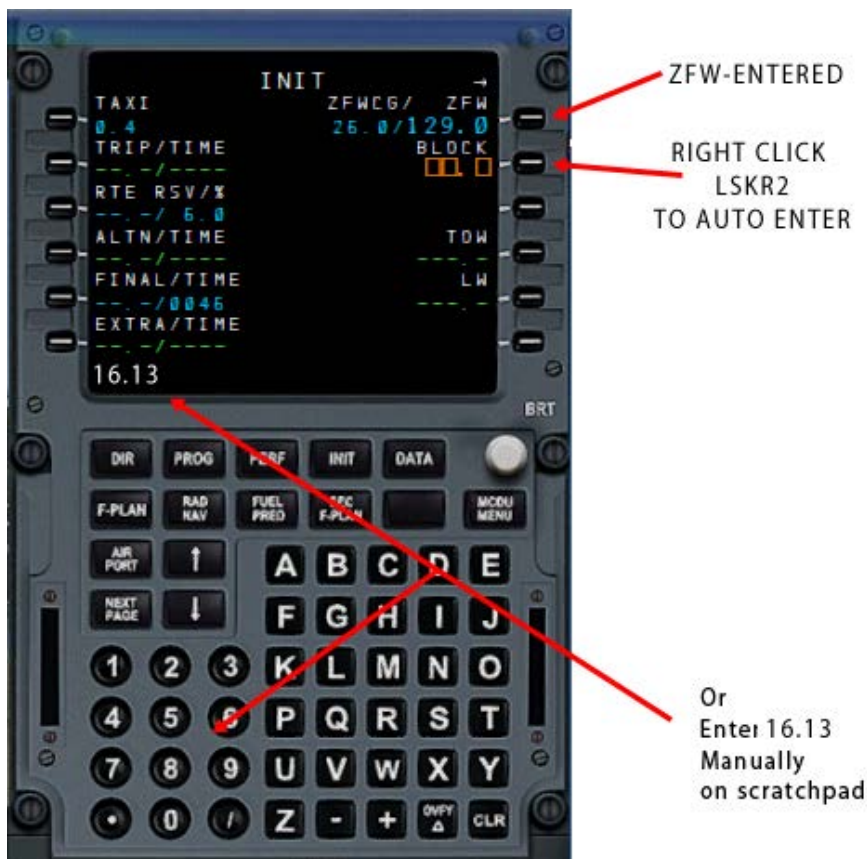 INIT →
TAXI ZFWCG/ ZFW
0.4 26.0/129.0
TRIP/TIME BLOCK
--.-/----
RTE RSV/%
--.-/ 6.0
ALTN/TIME TOW
--.-/---- ---.-
FINAL/TIME LW
--.-/0046 ---.-
EXTRA/TIME
--.-/----
16.13
BRT
DIR PROG PERF INIT DATA
F-PLAN RAD NAV FUEL PRED SEC F-PLAN MCDU MENU
AIR PORT ↑ A B C D E
NEXT PAGE ↓ F G H I J
1 2 3 K L M N O
4 5 6 P Q R S T
7 8 9 U V W X Y
• 0 / Z - + OVFY Δ CLR
ZFW-ENTERED
RIGHT CLICK
LSKR2
TO AUTO ENTER
Or
Enter 16.13
Manually
on scratchpad